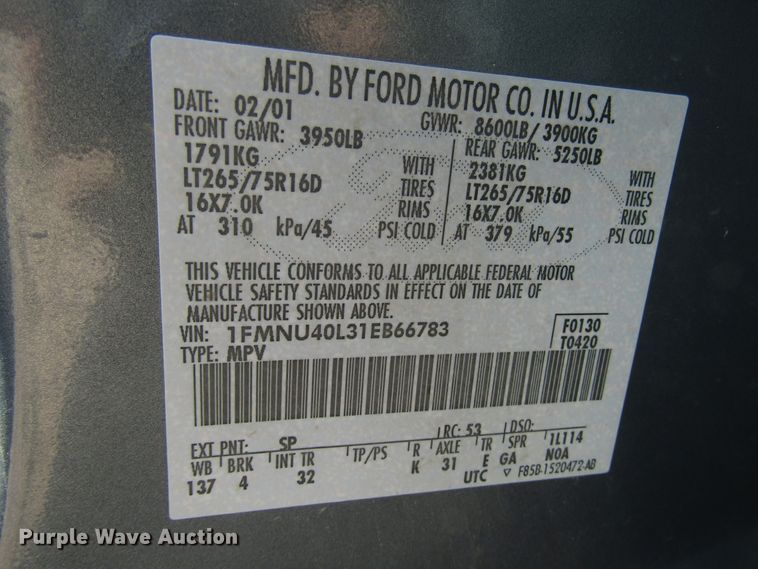 MFD. BY FORD MOTOR CO. IN U.S.A.
DATE: 02/01 GVWR: 8600LB/ 3900KG
FRONT GAWR: 3950LB REAR GAWR: 5250LB
1791KG WITH 2381KG WITH
LT265/75R16D TIRES LT265/75R16D TIRES
16X7.0K RIMS 16X7.0K RIMS
AT 310 kPa/45 PSI COLD AT 379 kPa/55 PSI COLD
THIS VEHICLE CONFORMS TO ALL APPLICABLE FEDERAL MOTOR
VEHICLE SAFETY STANDARDS IN EFFECT ON THE DATE OF
MANUFACTURE SHOWN ABOVE.
VIN: 1FMNU40L31EB66783 F0130
TYPE: MPV T0420
EXT PNT: SP RC: 53 DSO:
WB BRK INT TR TP/PS R AXLE TR SPR 1L114
137 4 32 K 31 E GA N0A
UTC F85B-1520472-AB
Purple Wave Auction